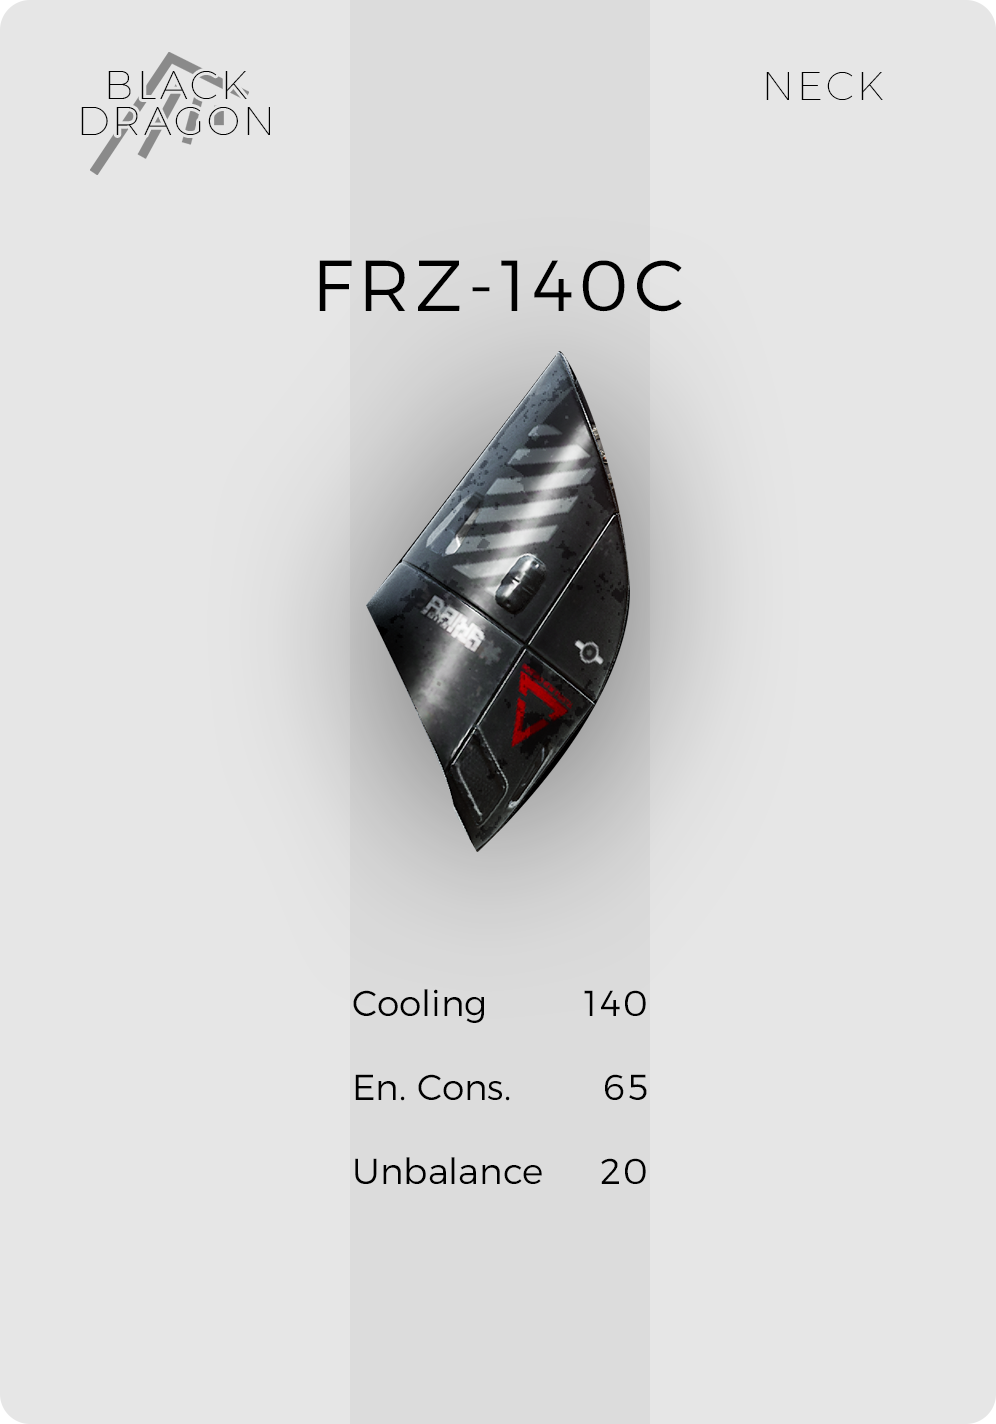 BLACK
DRAGON
NECK
FRZ-140C
Cooling 140
En. Cons. 65
Unbalance 20